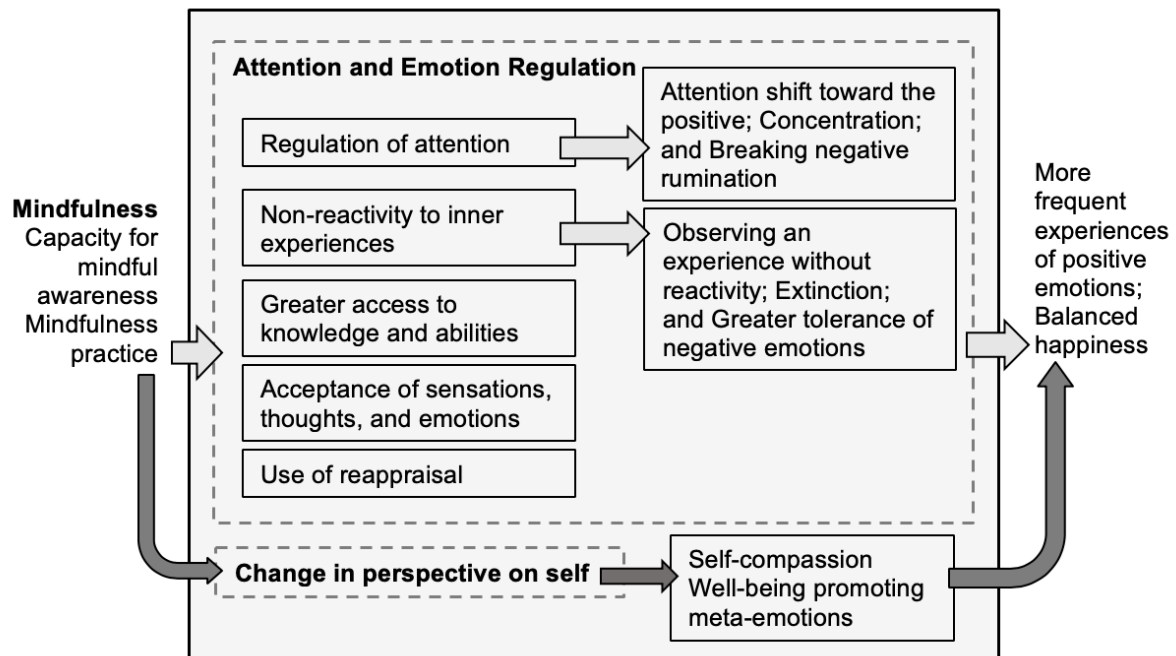 Attention and Emotion Regulation
Regulation of attention
Attention shift toward the
positive; Concentration;
and Breaking negative
rumination
Mindfulness
Capacity for
mindful
awareness
Mindfulness
practice
Non-reactivity to inner
experiences
Observing an
experience without
reactivity; Extinction;
and Greater tolerance of
negative emotions
Greater access to
knowledge and abilities
Acceptance of sensations,
thoughts, and emotions
Use of reappraisal
Change in perspective on self
Self-compassion
Well-being promoting
meta-emotions
More
frequent
experiences
of positive
emotions;
Balanced
happiness